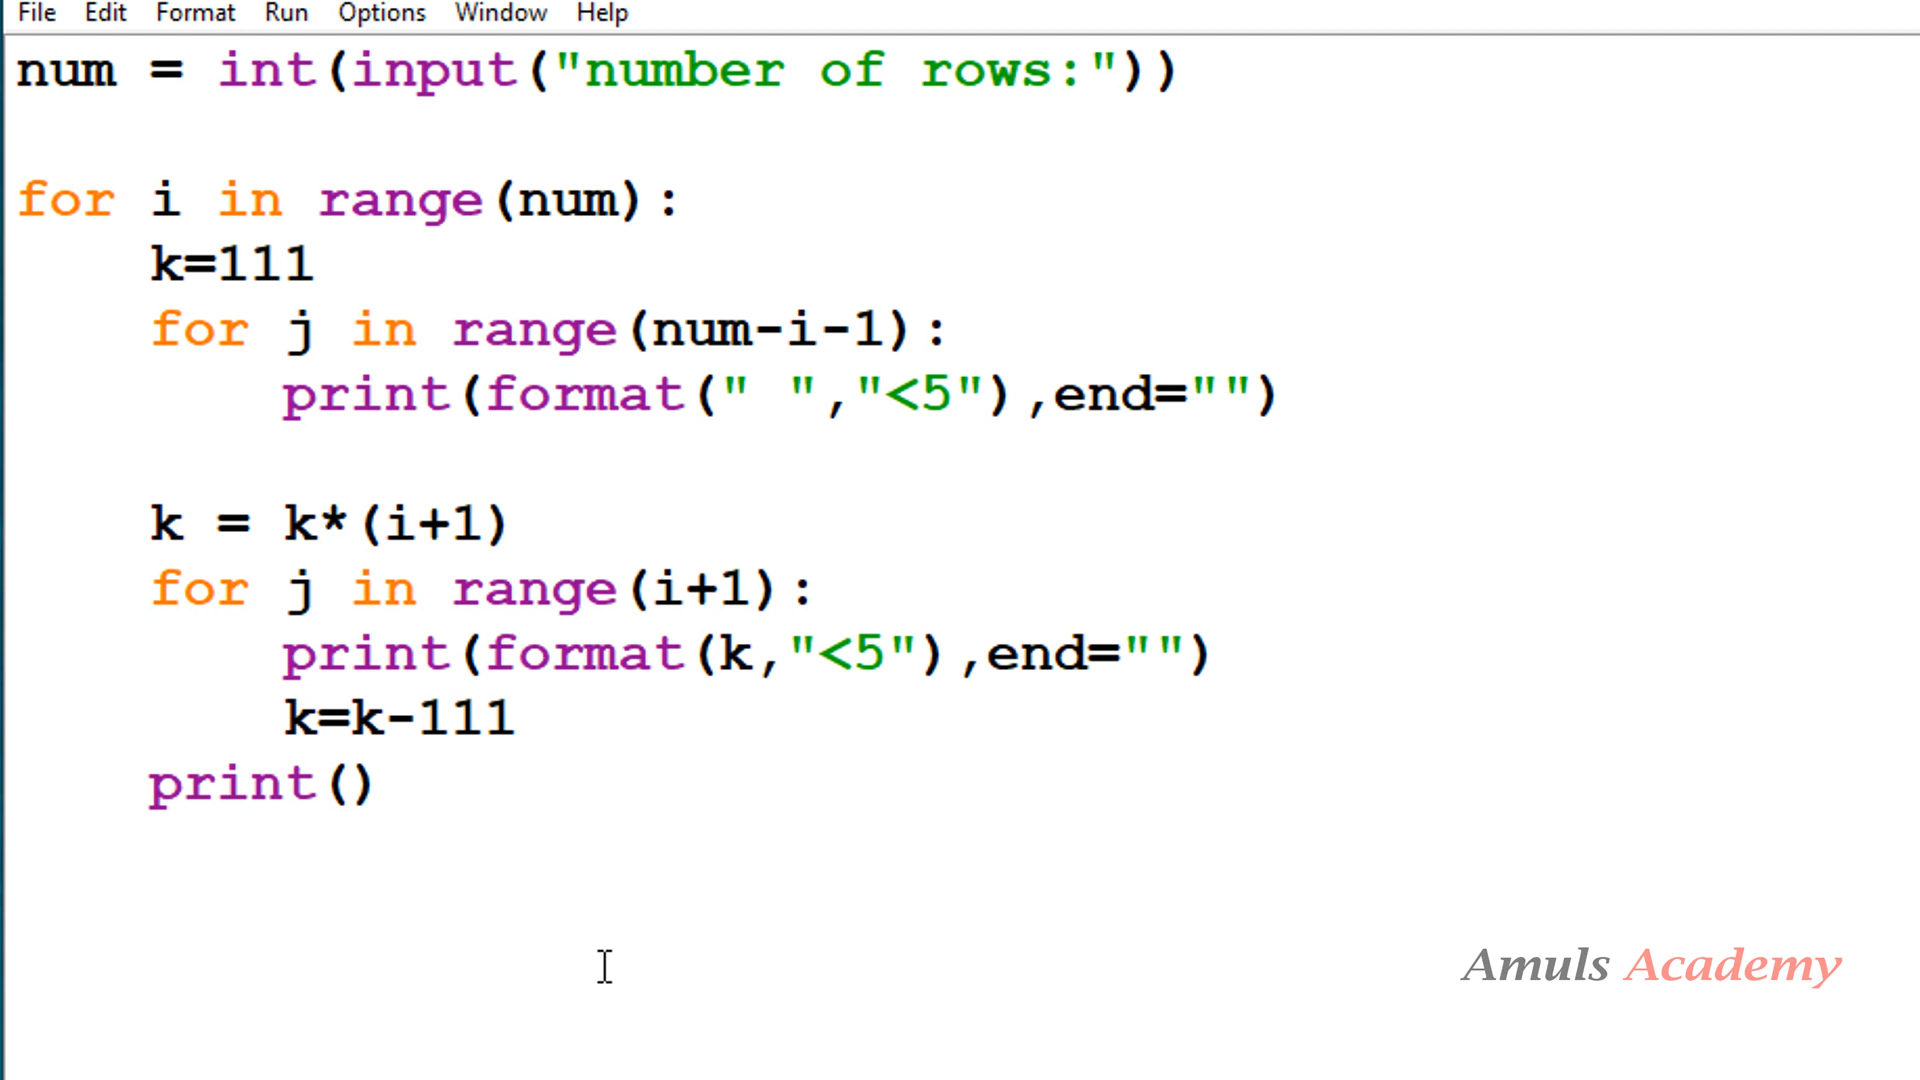 File Edit Format Run Options Window Help
num = int(input("number of rows:"))
for i in range(num):
    k=111
    for j in range(num-i-1):
        print(format(" ","<5"),end="")
    k = k*(i+1)
    for j in range(i+1):
        print(format(k,"<5"),end="")
        k=k-111
    print()
Amuls Academy